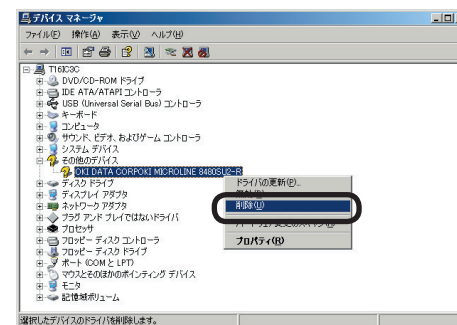 デバイス マネージャ
ファイル(F) 操作(A) 表示(V) ヘルプ(H)
T16IC3C
DVD/CD-ROM ドライブ
IDE ATA/ATAPI コントローラ
USB (Universal Serial Bus) コントローラ
キーボード
コンピュータ
サウンド、ビデオ、およびゲーム コントローラ
システム デバイス
その他のデバイス
OKI DATA CORPOKI MICROLINE 8480SU2-R
ディスク ドライブ
ディスプレイ アダプタ
ネットワーク アダプタ
プラグ アンド プレイではないドライバ
プロセッサ
フロッピー ディスク コントローラ
フロッピー ディスク ドライブ
ポート (COM と LPT)
マウスとそのほかのポインティング デバイス
モニタ
記憶域ボリューム
ドライバの更新(P)...
削除(U)
プロパティ(R)
選択したデバイスのドライバを削除します。